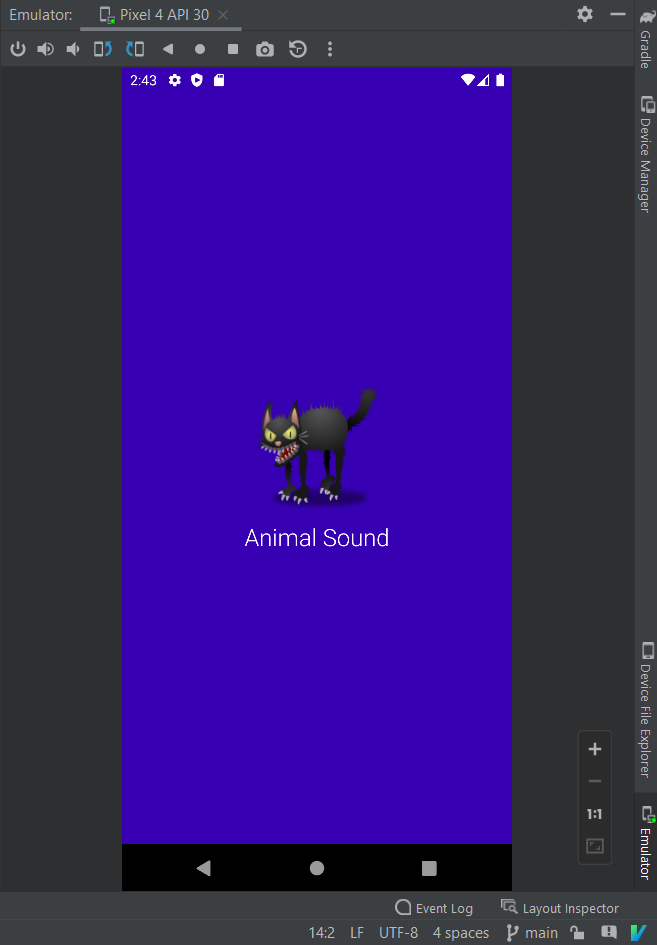 Emulator: Pixel 4 API 30
2:43
Animal Sound
1:1
Gradle
Device Manager
Device File Explorer
Emulator
Event Log Layout Inspector
14:2 LF UTF-8 4 spaces main